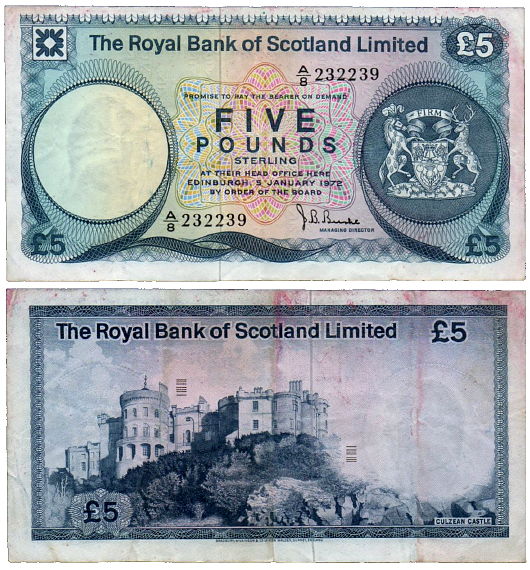 The Royal Bank of Scotland Limited
£5
A/8 232239
PROMISE TO PAY THE BEARER ON DEMAND
FIVE
POUNDS
STERLING
AT THEIR HEAD OFFICE HERE
EDINBURGH, 5 JANUARY 1972
BY ORDER OF THE BOARD
FIRM
A/8 232239
J B Burke
MANAGING DIRECTOR
£5
£5
The Royal Bank of Scotland Limited
£5
£5
CULZEAN CASTLE